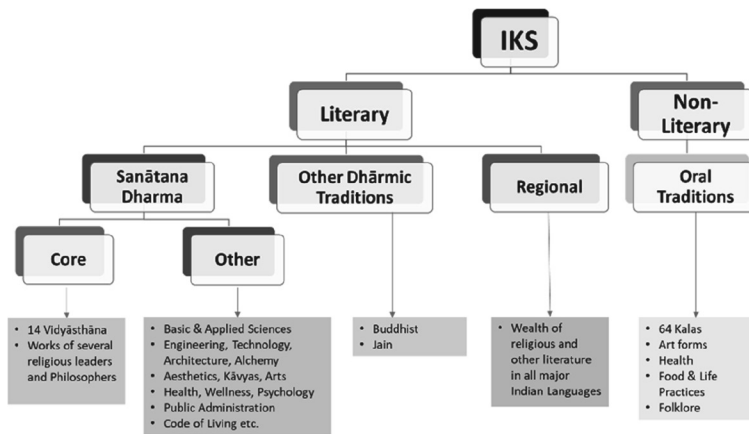 IKS
Literary
Non-
Literary
Sanātana
Dharma
Other Dhārmic
Traditions
Regional
Oral
Traditions
Core
Other
• 14 Vidyāsthāna
• Works of several
religious leaders
and Philosophers
• Basic & Applied Sciences
• Engineering, Technology,
Architecture, Alchemy
• Aesthetics, Kāvyas, Arts
• Health, Wellness, Psychology
• Public Administration
• Code of Living etc.
• Buddhist
• Jain
• Wealth of
religious and
other literature
in all major
Indian Languages
• 64 Kalas
• Art forms
• Health
• Food & Life
Practices
• Folklore